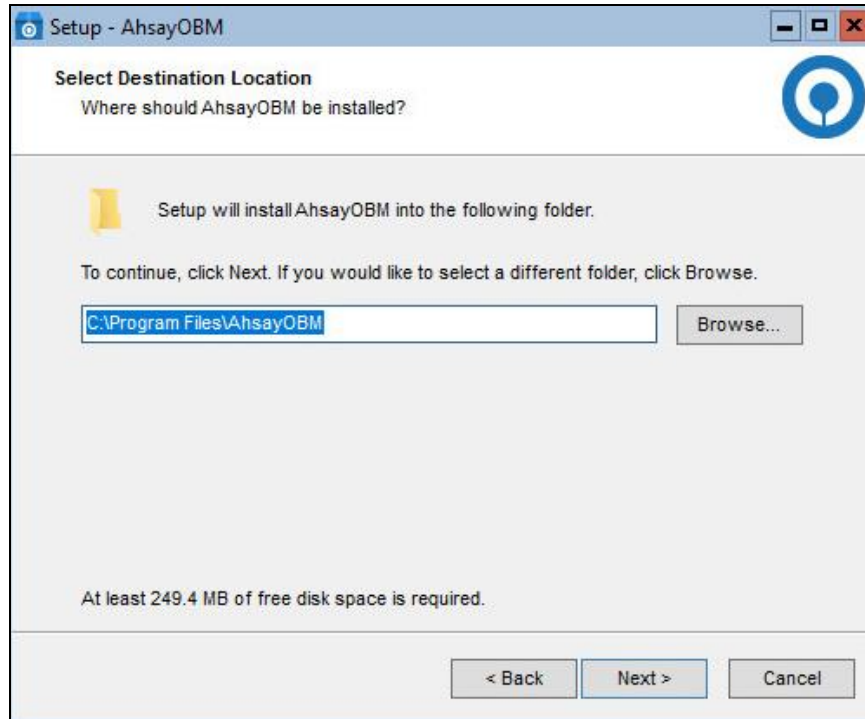 Setup - AhsayOBM
Select Destination Location
Where should AhsayOBM be installed?
Setup will install AhsayOBM into the following folder.
To continue, click Next. If you would like to select a different folder, click Browse.
C:\Program Files\AhsayOBM
Browse...
At least 249.4 MB of free disk space is required.
< Back
Next >
Cancel